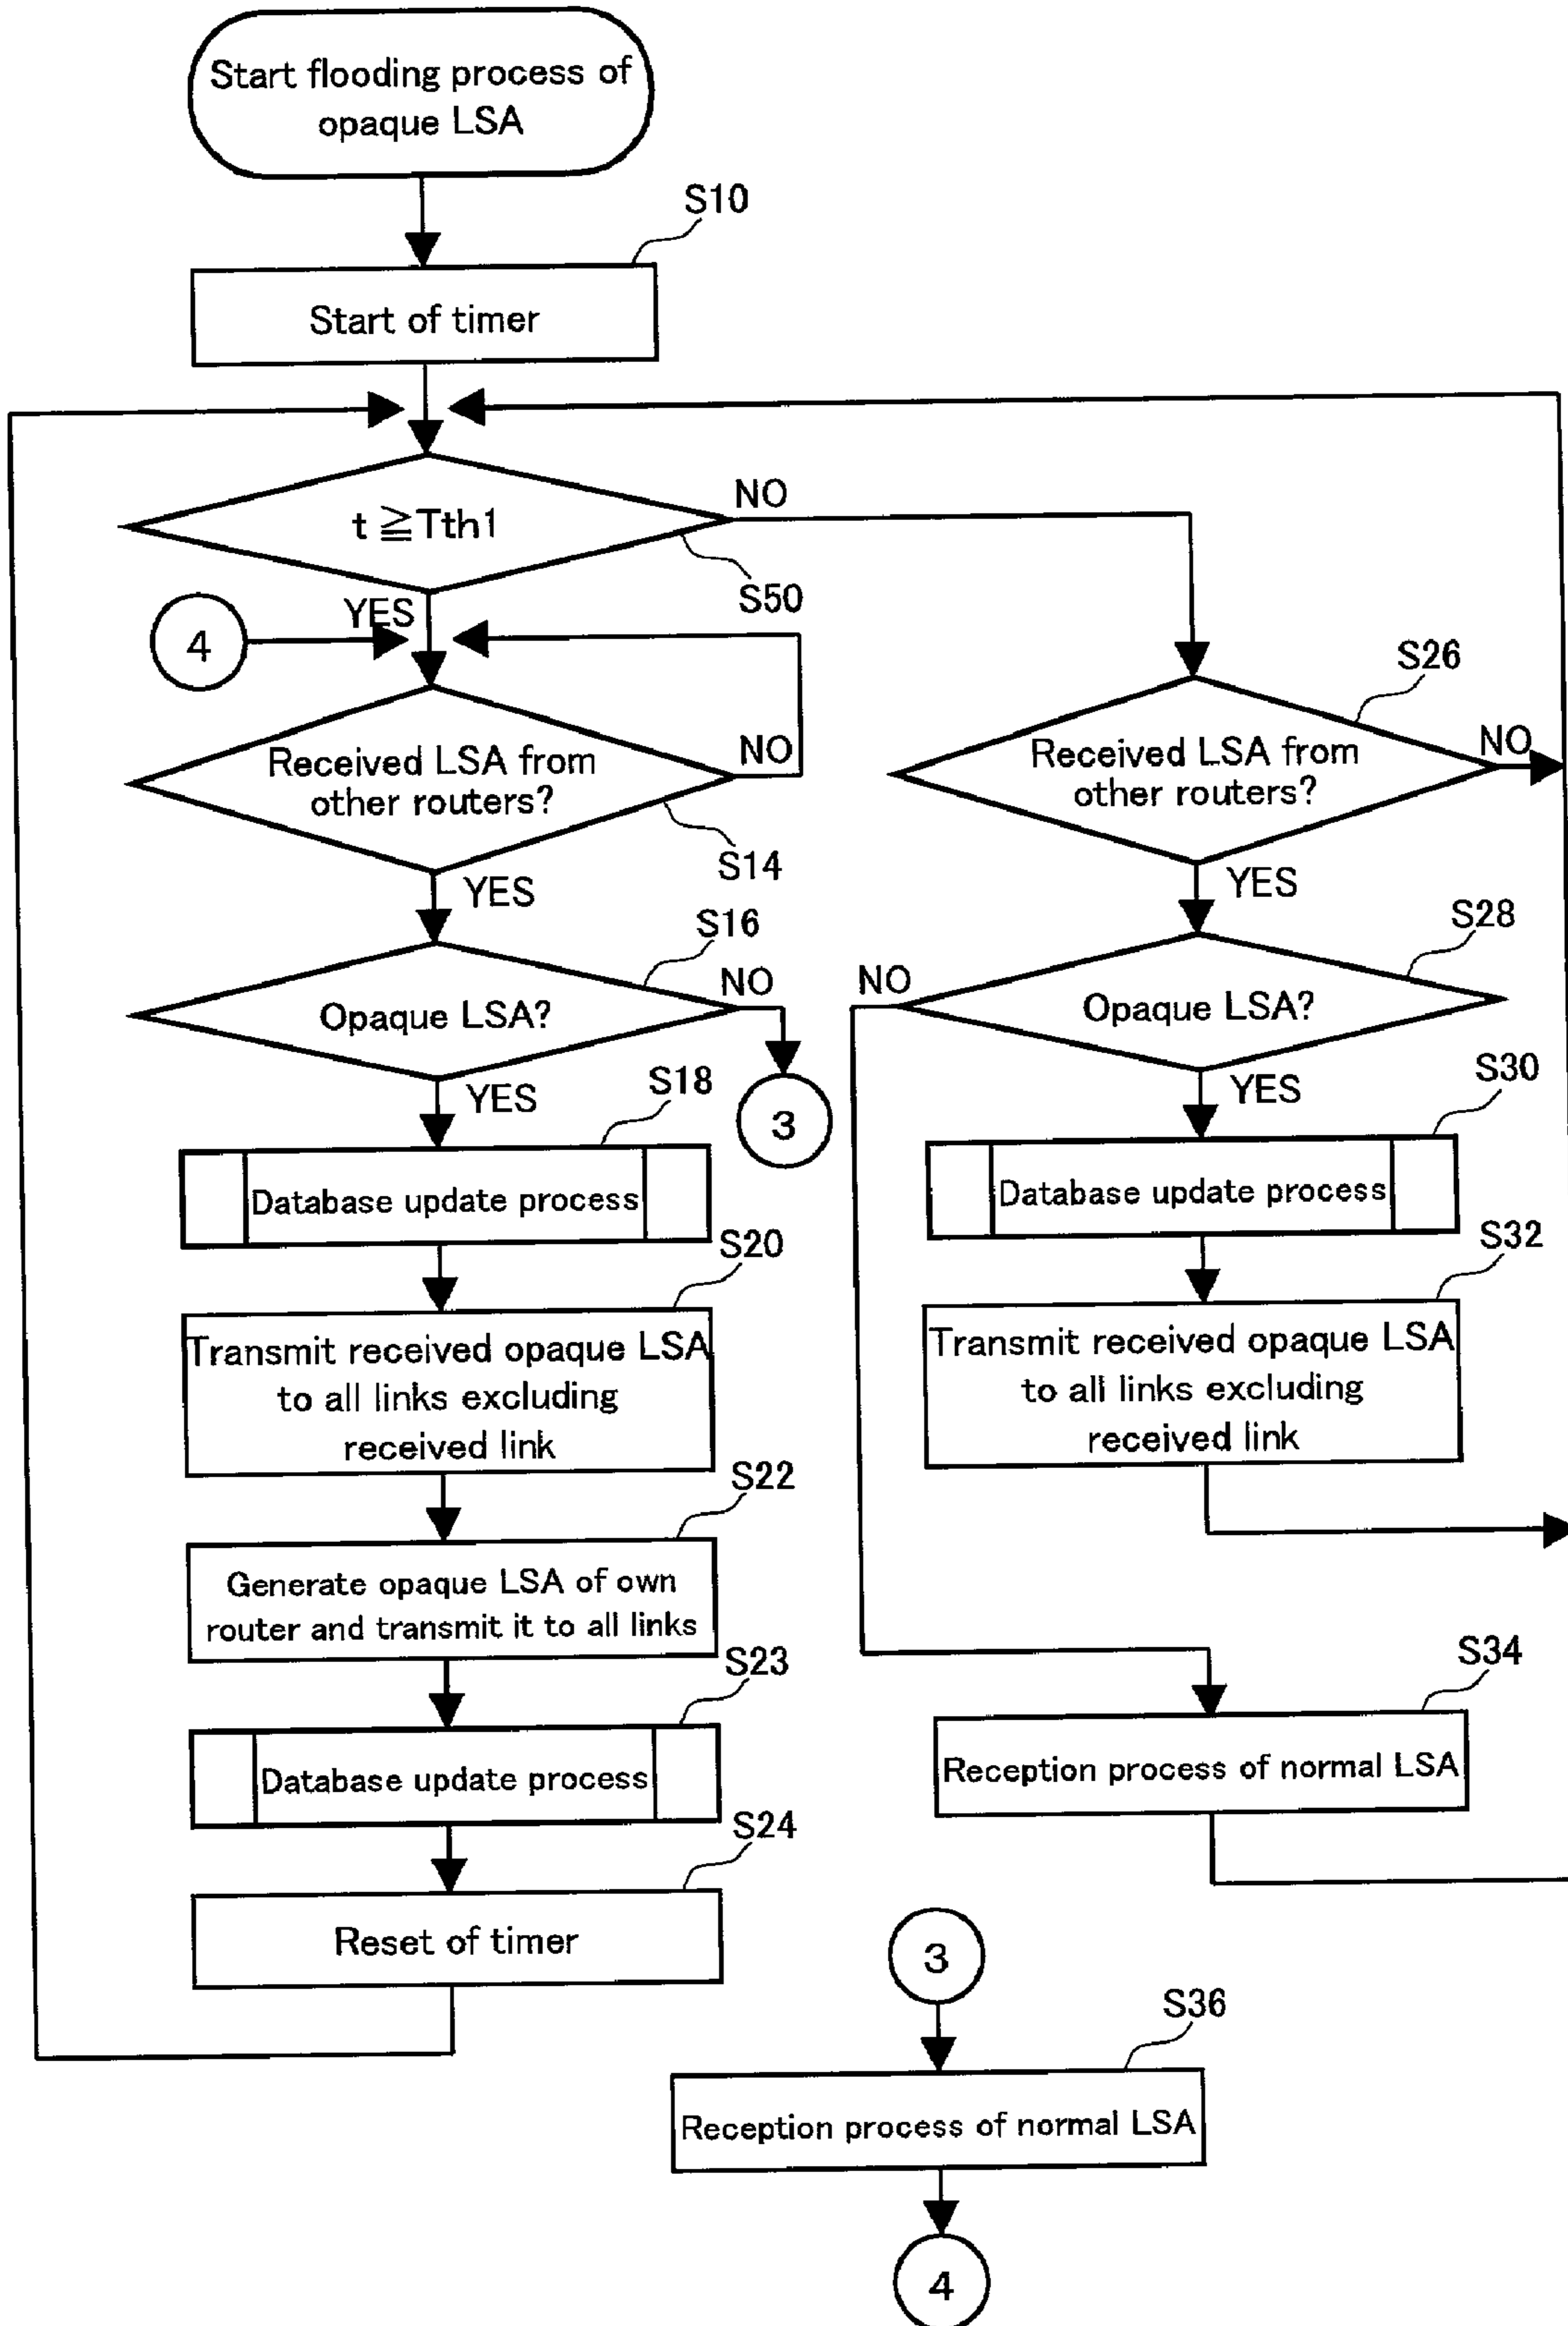 Start flooding process of
opaque LSA
S10
Start of timer
t ≧Tth1
NO
S50
YES
4
Received LSA from
other routers?
NO
S14
YES
S26
Received LSA from
other routers?
NO
YES
S16
Opaque LSA?
NO
3
YES
S28
Opaque LSA?
NO
YES
S18
Database update process
S30
Database update process
S20
Transmit received opaque LSA
to all links excluding
received link
S32
Transmit received opaque LSA
to all links excluding
received link
S22
Generate opaque LSA of own
router and transmit it to all links
S23
Database update process
S34
Reception process of normal LSA
S24
Reset of timer
3
S36
Reception process of normal LSA
4